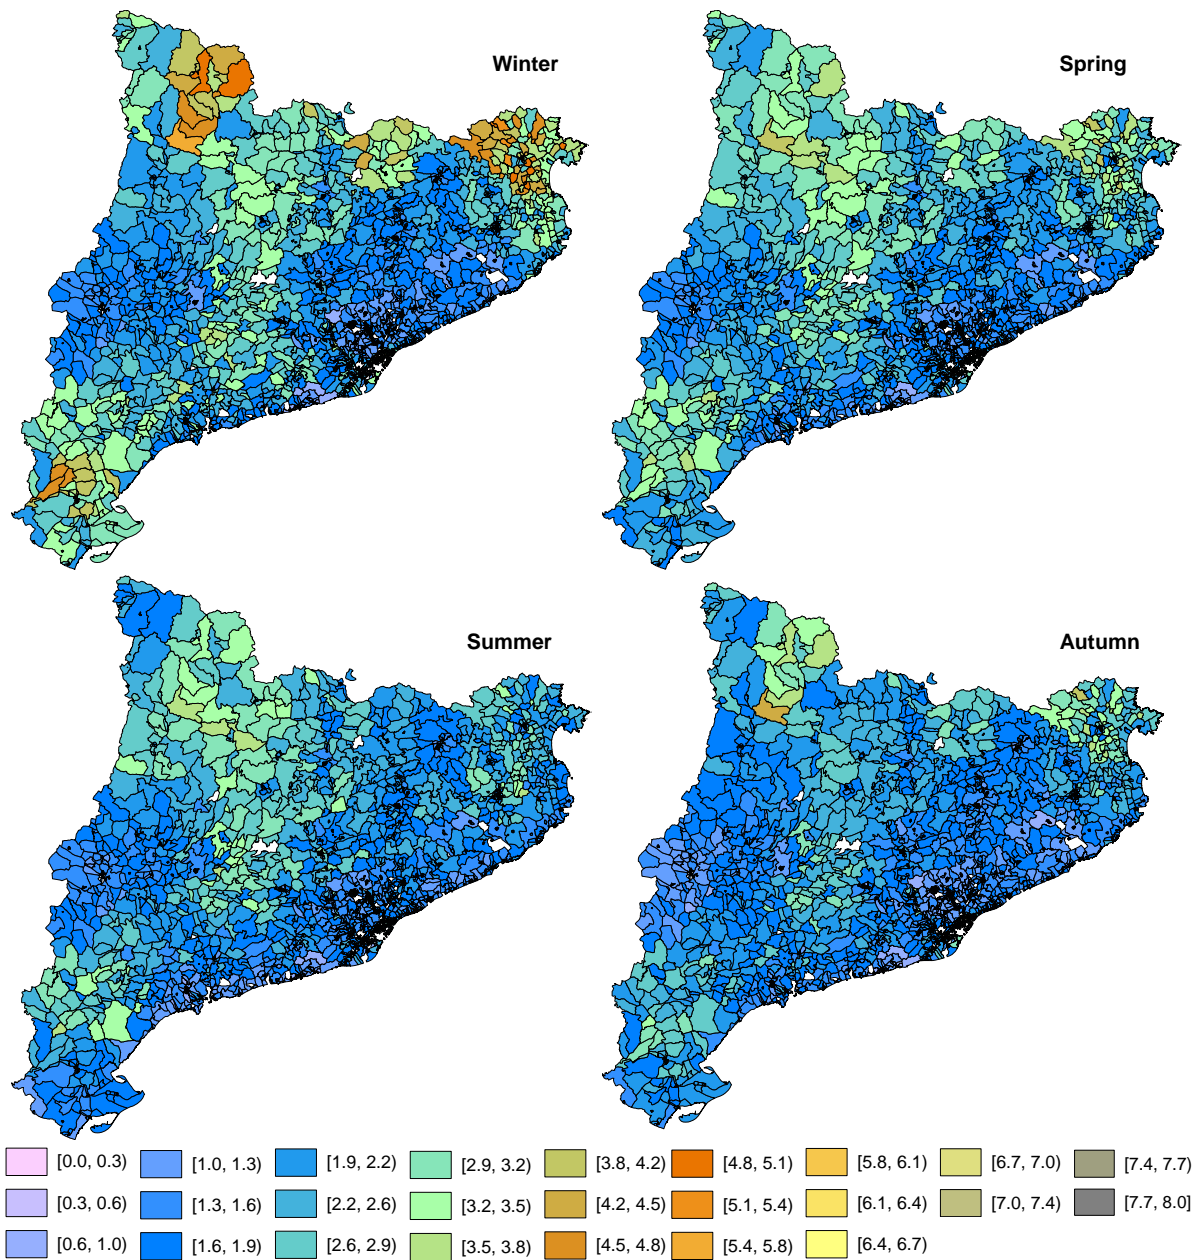 Winter
Spring
Summer
Autumn
[0.0, 0.3) [1.0, 1.3) [1.9, 2.2) [2.9, 3.2) [3.8, 4.2) [4.8, 5.1) [5.8, 6.1) [6.7, 7.0) [7.4, 7.7)
[0.3, 0.6) [1.3, 1.6) [2.2, 2.6) [3.2, 3.5) [4.2, 4.5) [5.1, 5.4) [6.1, 6.4) [7.0, 7.4) [7.7, 8.0]
[0.6, 1.0) [1.6, 1.9) [2.6, 2.9) [3.5, 3.8) [4.5, 4.8) [5.4, 5.8) [6.4, 6.7)